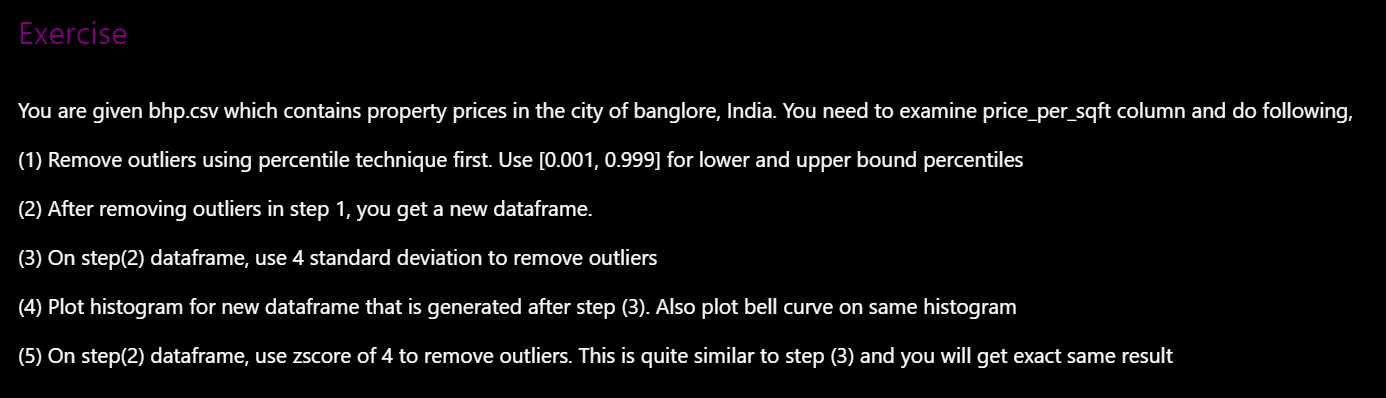 Exercise
You are given bhp.csv which contains property prices in the city of banglore, India. You need to examine price_per_sqft column and do following,
(1) Remove outliers using percentile technique first. Use [0.001, 0.999] for lower and upper bound percentiles
(2) After removing outliers in step 1, you get a new dataframe.
(3) On step(2) dataframe, use 4 standard deviation to remove outliers
(4) Plot histogram for new dataframe that is generated after step (3). Also plot bell curve on same histogram
(5) On step(2) dataframe, use zscore of 4 to remove outliers. This is quite similar to step (3) and you will get exact same result